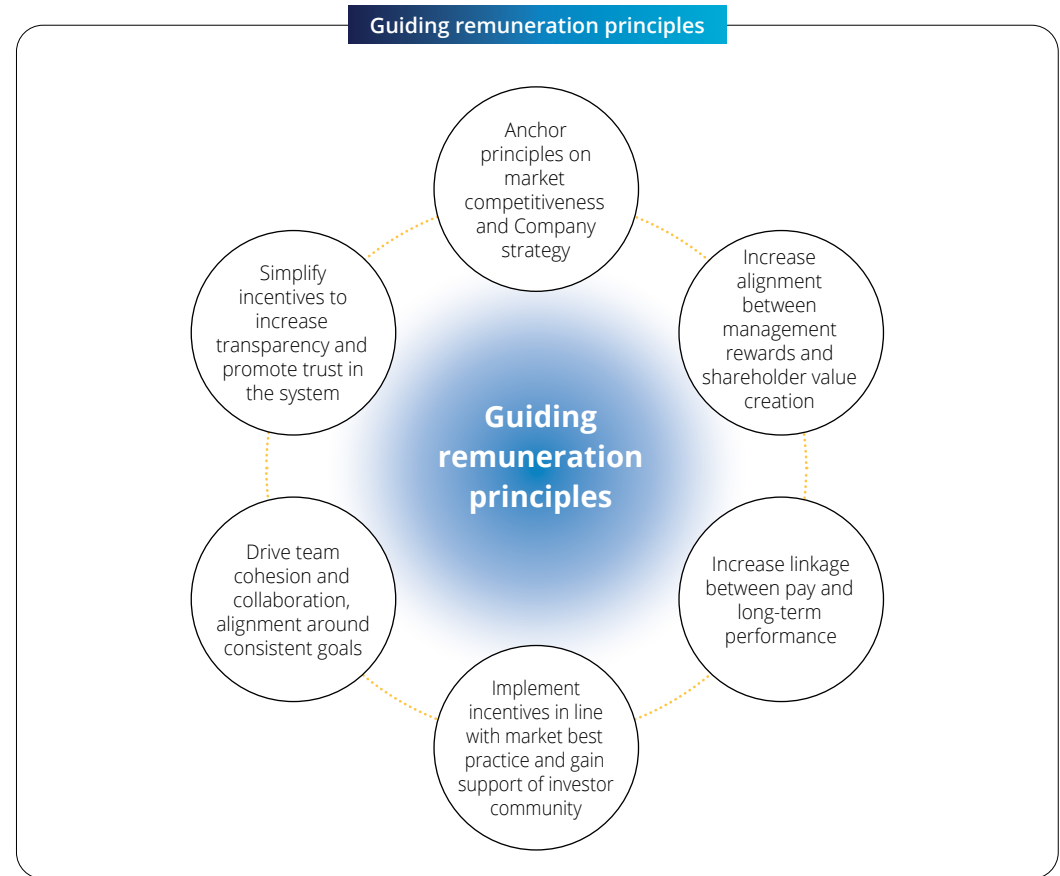 Guiding remuneration principles
Anchor
principles on
market
competitiveness
and Company
strategy
Increase
alignment
between
management
rewards and
shareholder value
creation
Increase linkage
between pay and
long-term
performance
Implement
incentives in line
with market best
practice and gain
support of investor
community
Drive team
cohesion and
collaboration,
alignment around
consistent goals
Simplify
incentives to
increase
transparency and
promote trust in
the system
Guiding
remuneration
principles